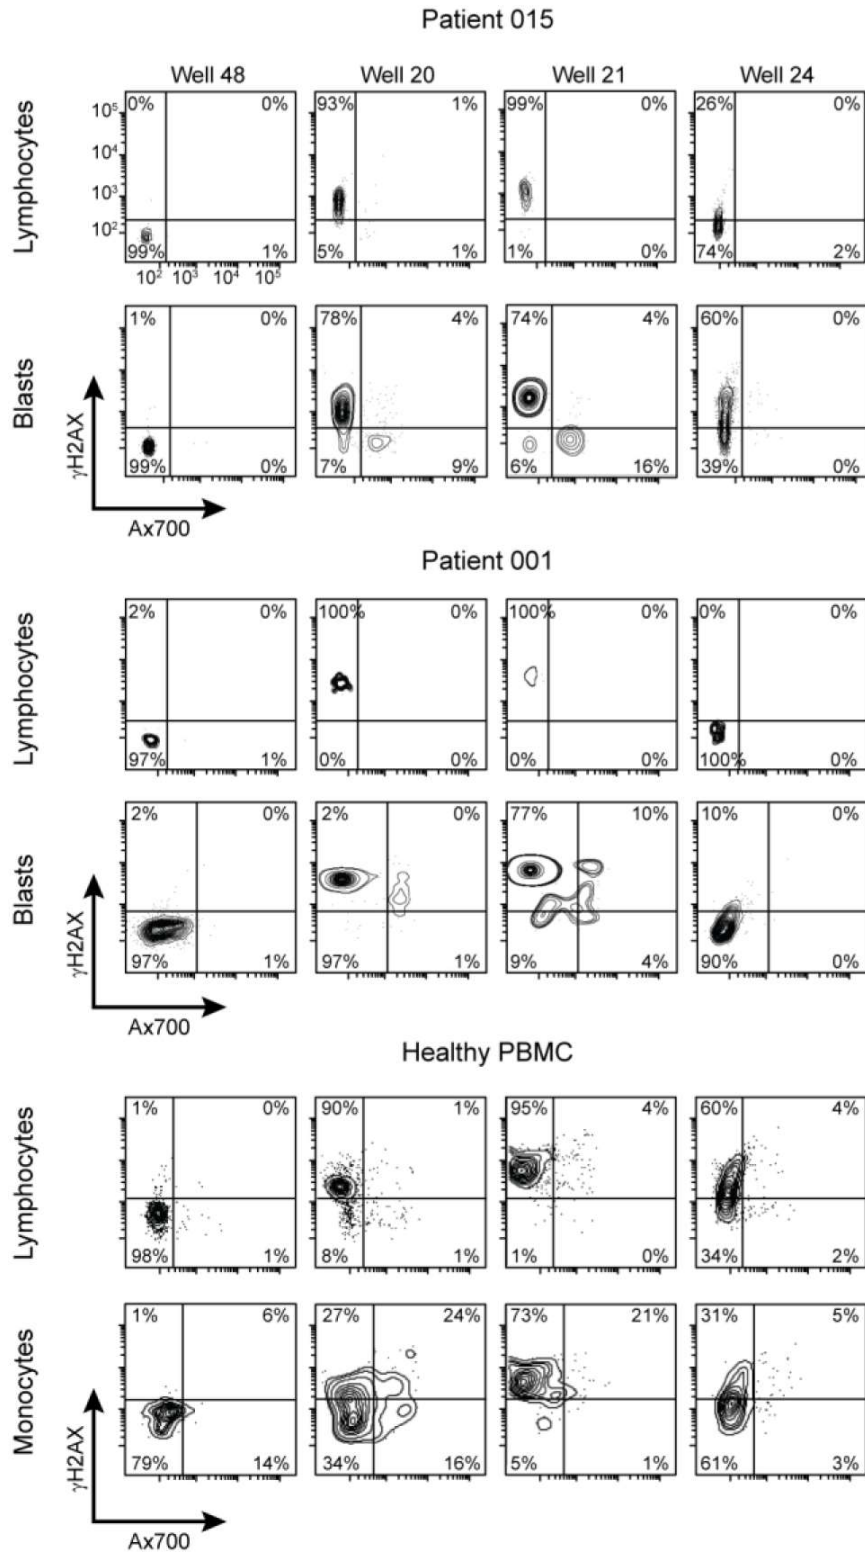 Patient 015
Well 48 Well 20 Well 21 Well 24
Lymphocytes
0% 0% 93% 1% 99% 0% 26% 0%
10⁵
10⁴
10³
10²
99% 1% 5% 1% 1% 0% 74% 2%
10² 10³ 10⁴ 10⁵
Blasts
1% 0% 78% 4% 74% 4% 60% 0%
γH2AX
99% 0% 7% 9% 6% 16% 39% 0%
Ax700
Patient 001
Lymphocytes
2% 0% 100% 0% 100% 0% 0% 0%
97% 1% 0% 0% 0% 0% 100% 0%
Blasts
2% 0% 2% 0% 77% 10% 10% 0%
γH2AX
97% 1% 97% 1% 9% 4% 90% 0%
Ax700
Healthy PBMC
Lymphocytes
1% 0% 90% 1% 95% 4% 60% 4%
98% 1% 8% 1% 1% 0% 34% 2%
Monocytes
1% 6% 27% 24% 73% 21% 31% 5%
γH2AX
79% 14% 34% 16% 5% 1% 61% 3%
Ax700